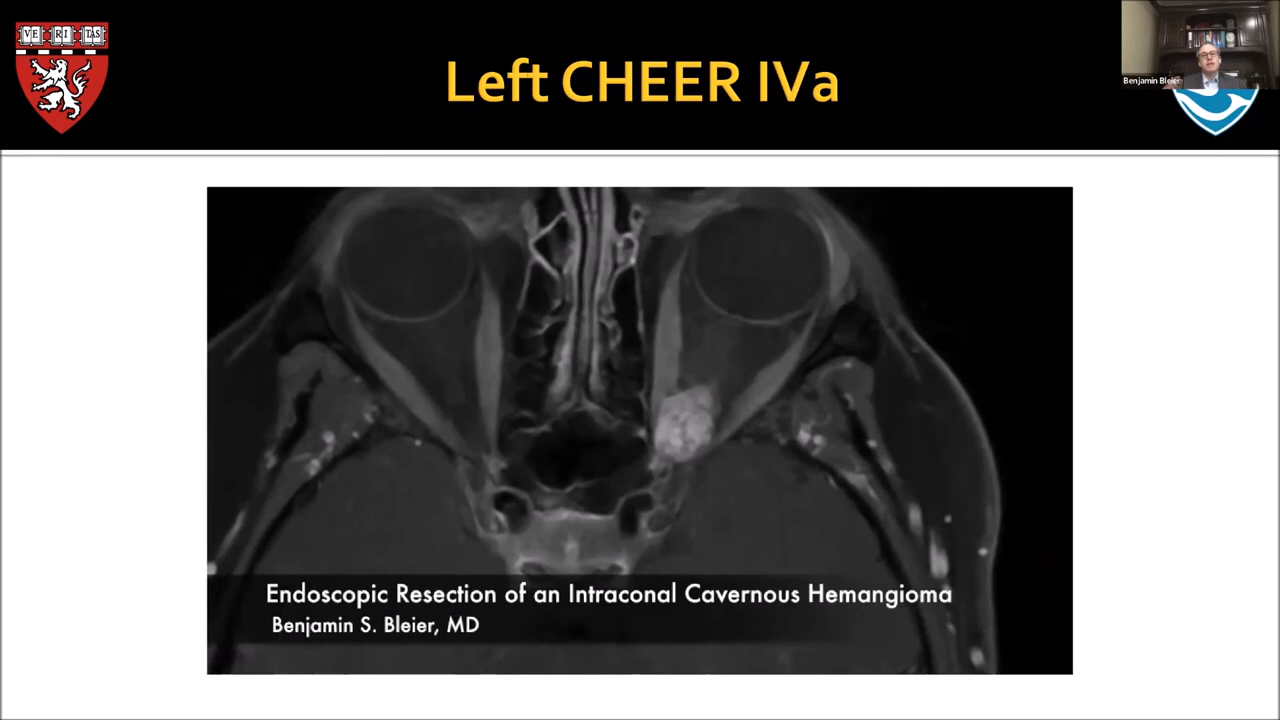 VE RI TAS
Left CHEER IVa
Benjamin Bleier
Endoscopic Resection of an Intraconal Cavernous Hemangioma
Benjamin S. Bleier, MD